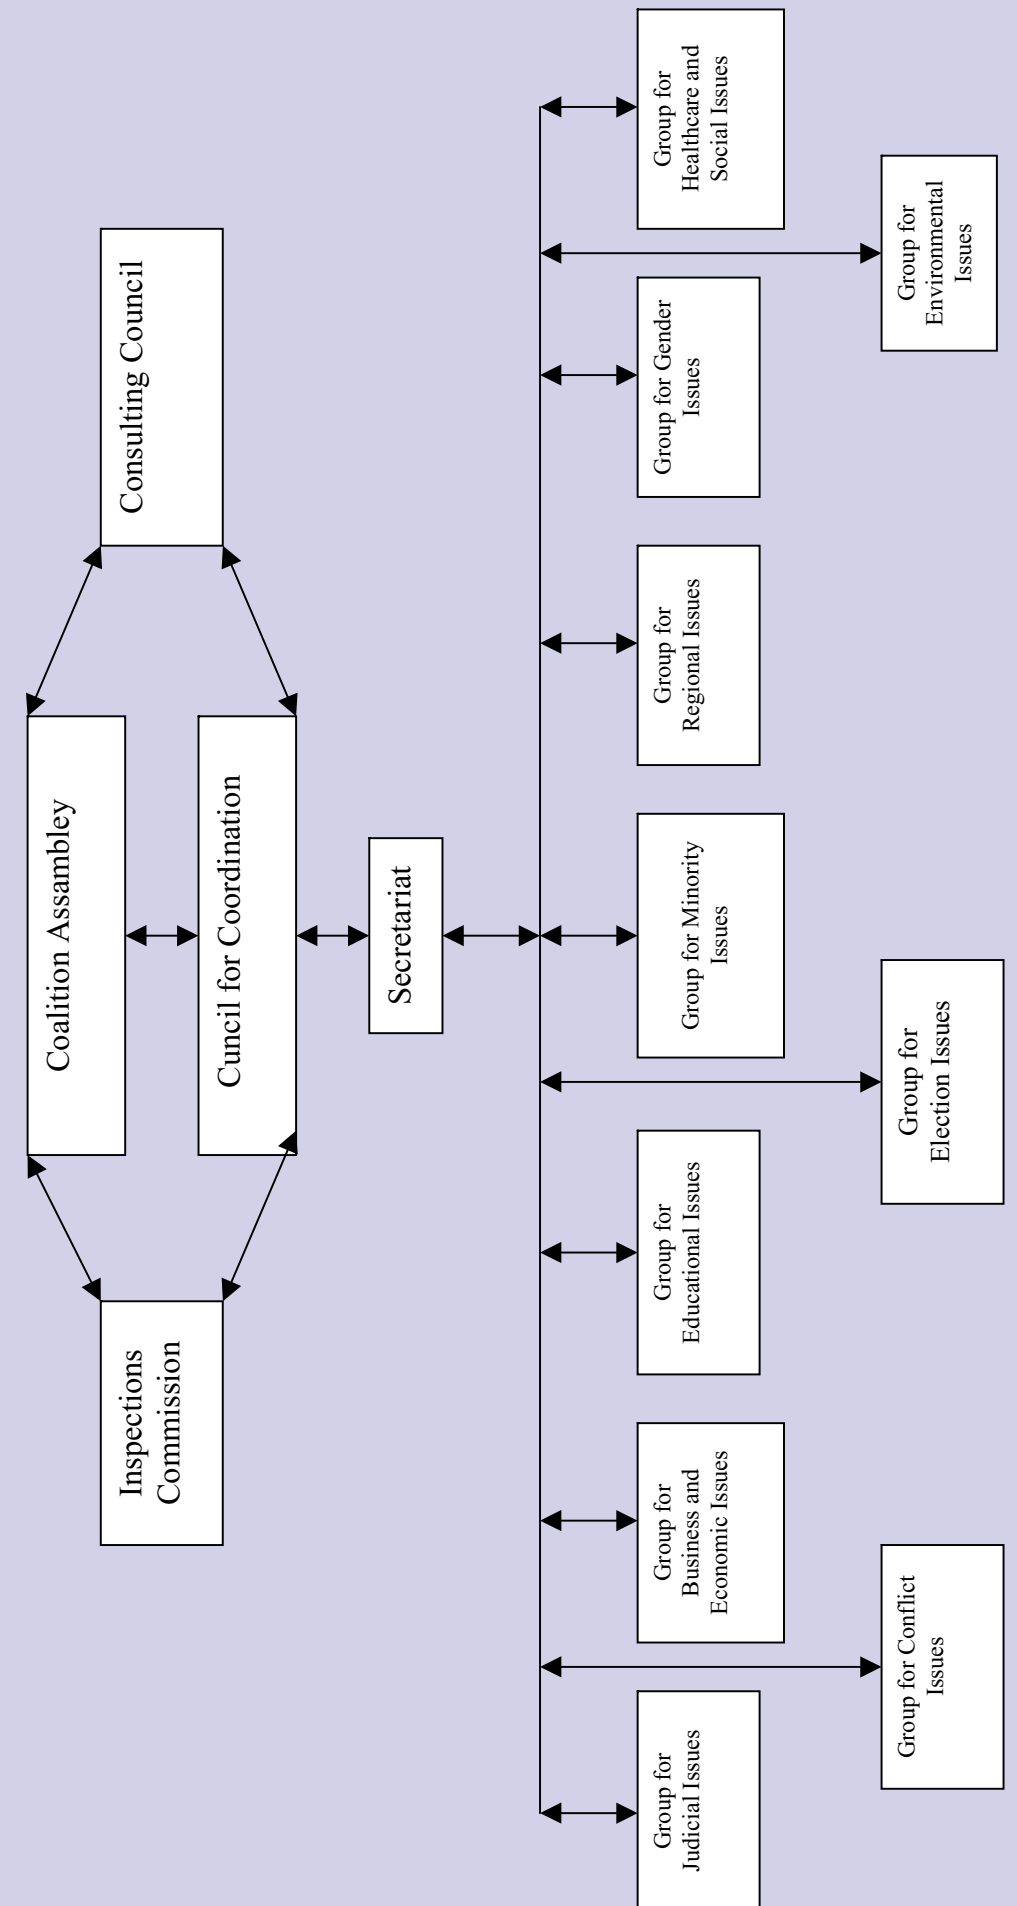 Coalition Assambley
Inspections
Commission
Consulting Council
Cuncil for Coordination
Secretariat
Group for
Judicial Issues
Group for
Business and
Economic Issues
Group for
Educational Issues
Group for Minority
Issues
Group for
Regional Issues
Group for Gender
Issues
Group for
Healthcare and
Social Issues
Group for Conflict
Issues
Group for
Election Issues
Group for
Environmental
Issues